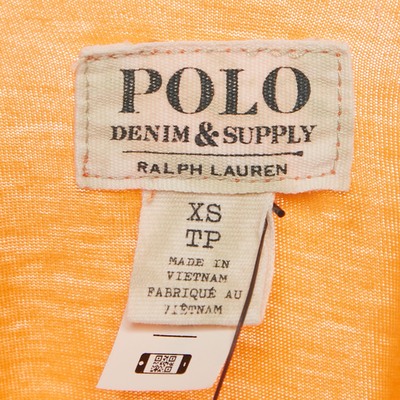 POLO
DENIM & SUPPLY
RALPH LAUREN
XS
TP
MADE IN
VIETNAM
FABRIQUÉ AU
VIETNAM